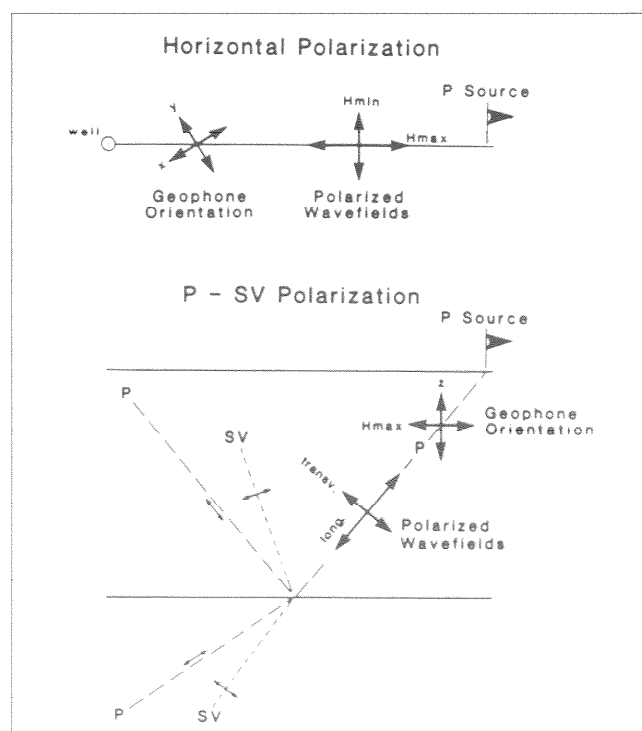 Horizontal Polarization
P Source
Hmin
Y
well
Hmax
x
Geophone
Orientation
Polarized
Wavefields
P - SV Polarization
P Source
P
z
SV
Hmax
Geophone
Orientation
P
transv.
long.
Polarized
Wavefields
P
SV